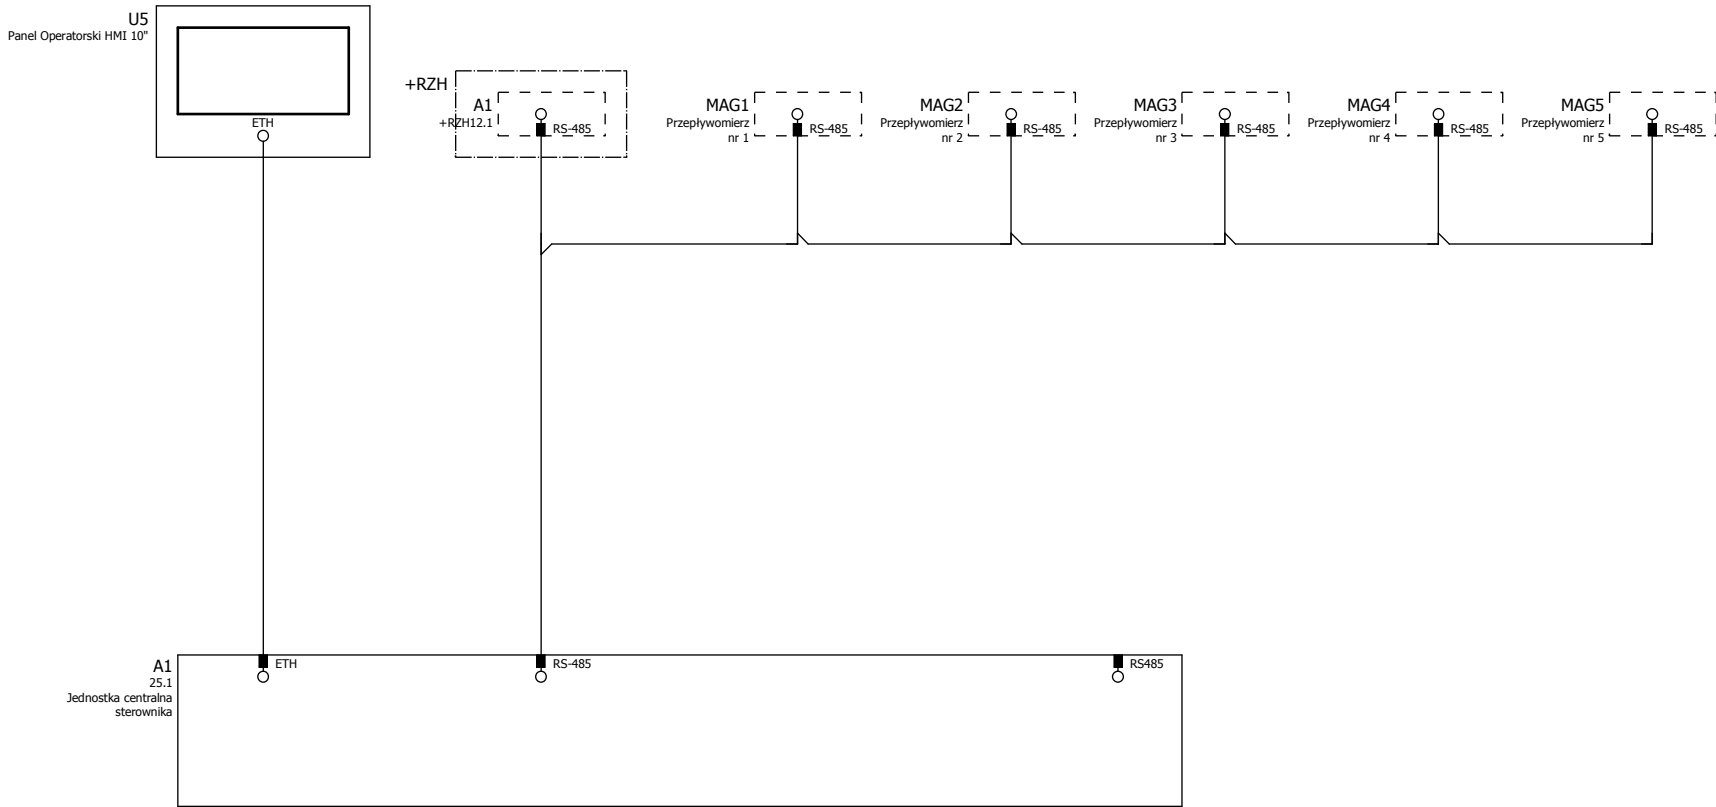 U5
Panel Operatorski HMI 10"
ETH
+RZH
A1
+RZH12.1
RS-485
MAG1
Przepływomierz
nr 1
RS-485
MAG2
Przepływomierz
nr 2
RS-485
MAG3
Przepływomierz
nr 3
RS-485
MAG4
Przepływomierz
nr 4
RS-485
MAG5
Przepływomierz
nr 5
RS-485
A1
25.1
Jednostka centralna
sterownika
ETH
RS-485
RS485